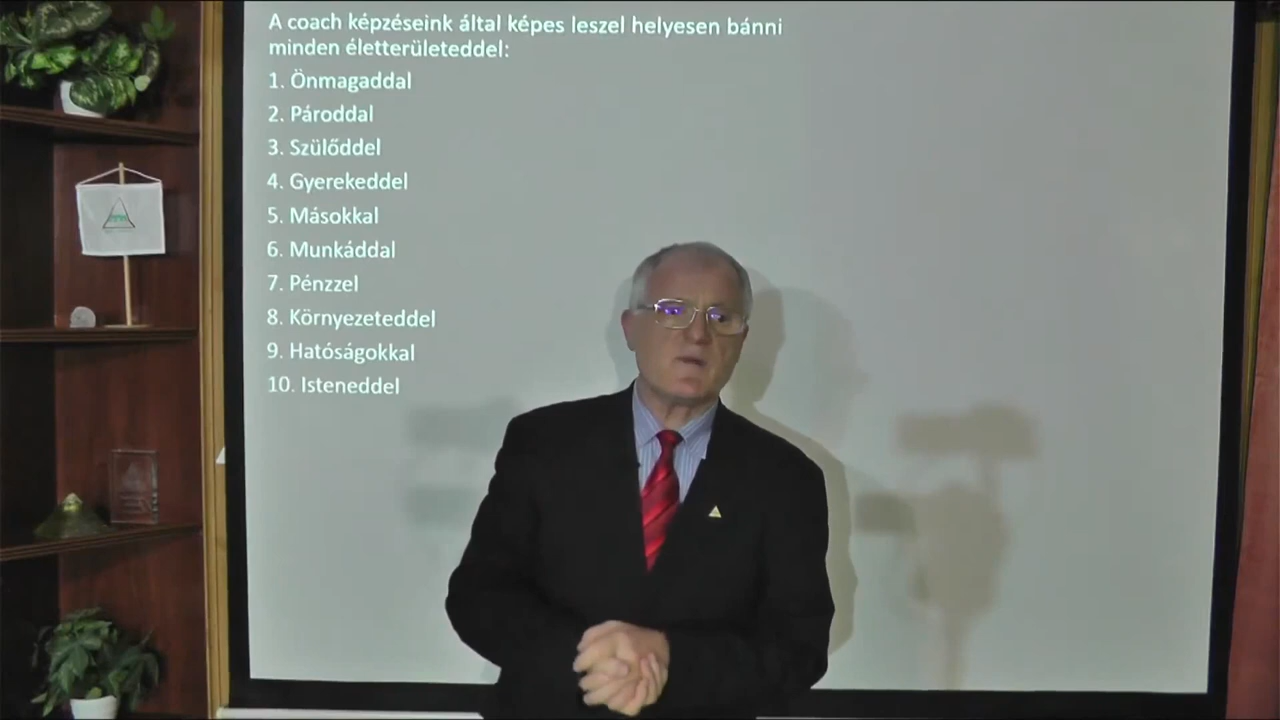 A coach képzéseink által képes leszel helyesen bánni
minden életterületeddel:
1. Önmagaddal
2. Pároddal
3. Szülőddel
4. Gyerekeddel
5. Másokkal
6. Munkáddal
7. Pénzzel
8. Környezeteddel
9. Hatóságokkal
10. Isteneddel